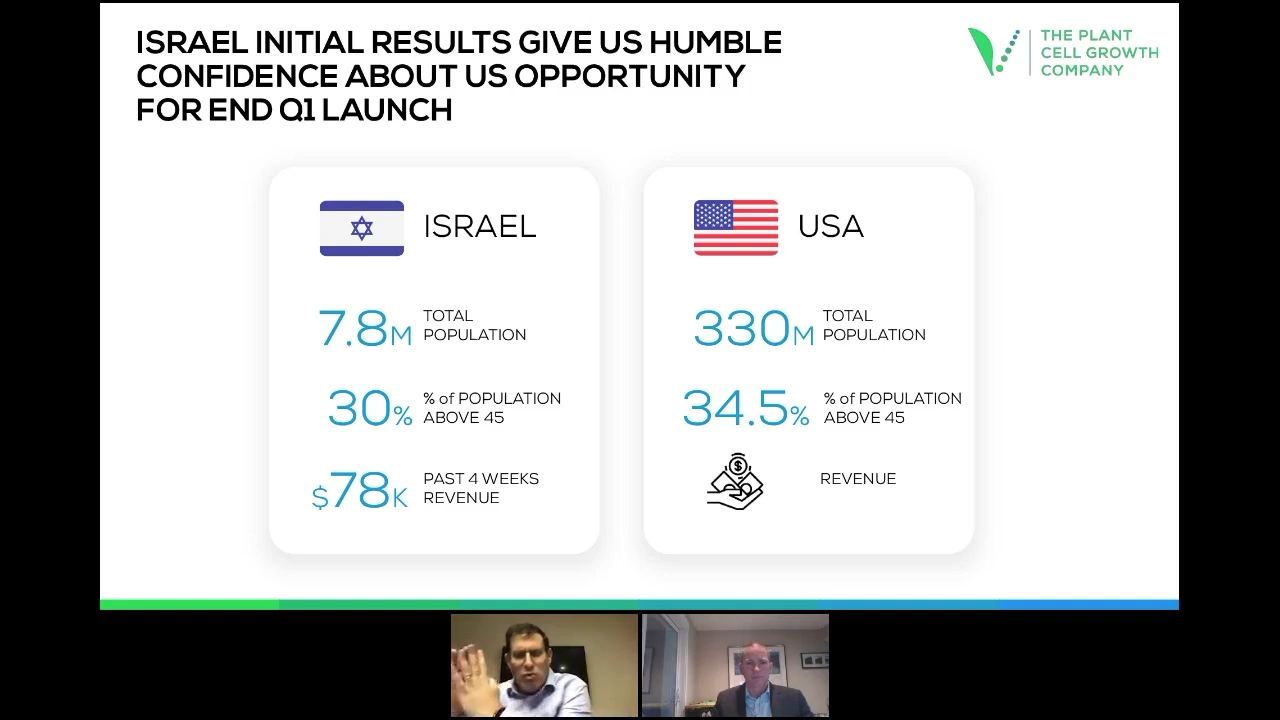 ISRAEL INITIAL RESULTS GIVE US HUMBLE
CONFIDENCE ABOUT US OPPORTUNITY
FOR END Q1 LAUNCH
THE PLANT
CELL GROWTH
COMPANY
ISRAEL
7.8M TOTAL
POPULATION
30% % of POPULATION
ABOVE 45
$78K PAST 4 WEEKS
REVENUE
USA
330M TOTAL
POPULATION
34.5% % of POPULATION
ABOVE 45
$
REVENUE